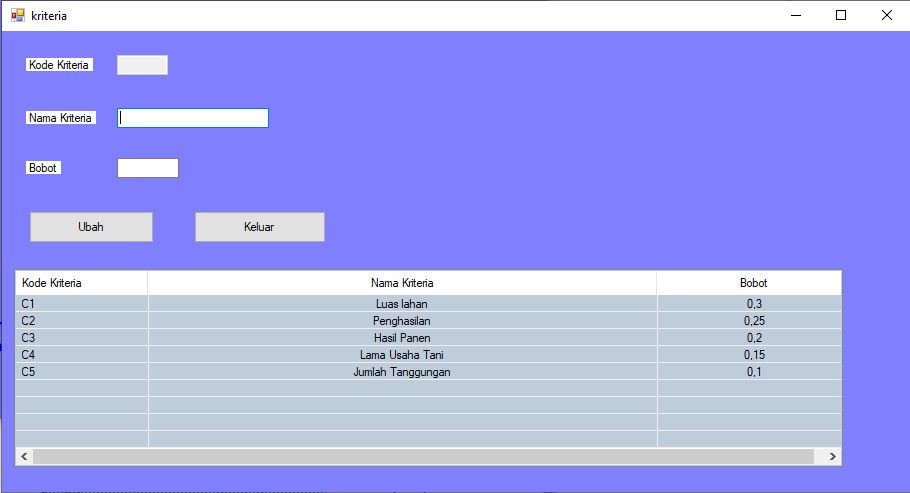 kriteria
Kode Kriteria
Nama Kriteria
Bobot
Ubah Keluar
Kode Kriteria Nama Kriteria Bobot
C1 Luas lahan 0,3
C2 Penghasilan 0,25
C3 Hasil Panen 0,2
C4 Lama Usaha Tani 0,15
C5 Jumlah Tanggungan 0,1